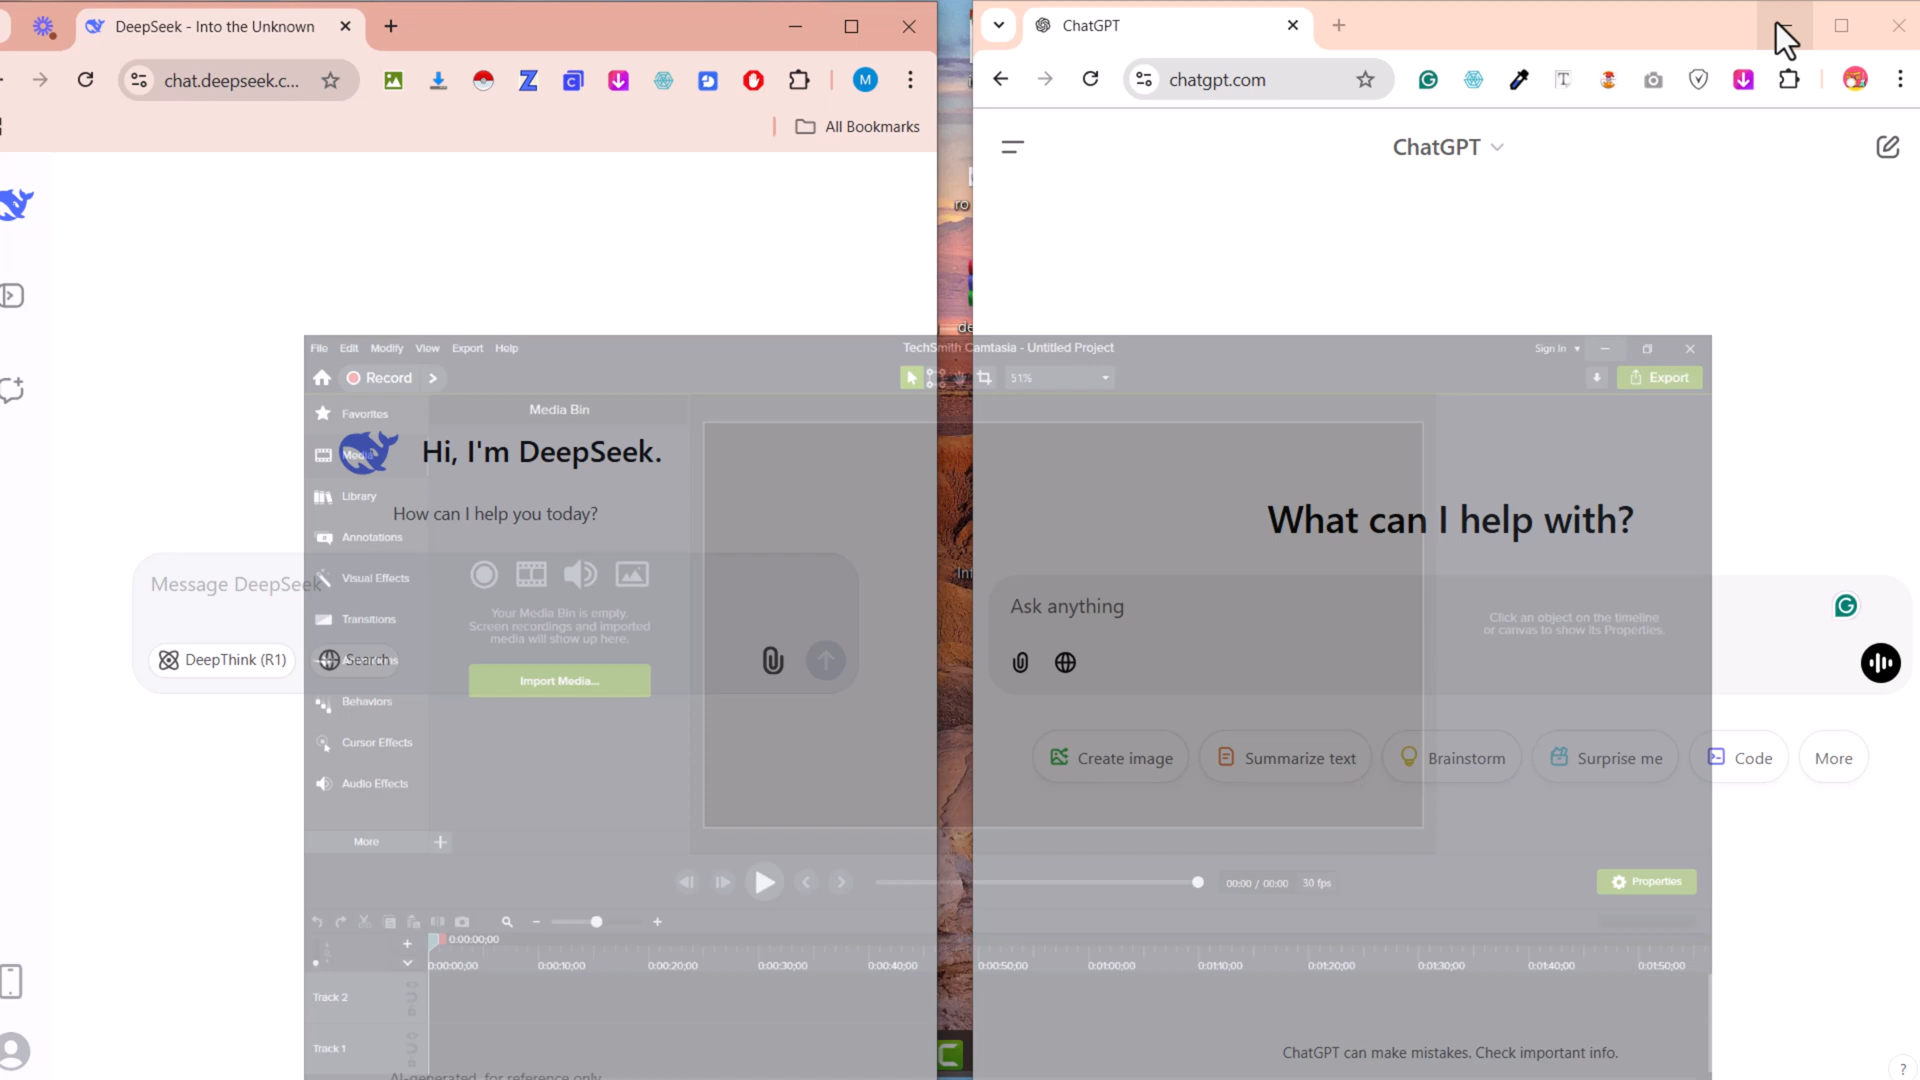 DeepSeek - Into the Unknown
chat.deepseek.c...
M
All Bookmarks
ChatGPT
chatgpt.com
ChatGPT
ro
de
File Edit Modify View Export Help
TechSmith Camtasia - Untitled Project
Sign In
Record
51%
Export
Favorites
Media Bin
Media
Hi, I'm DeepSeek.
Library
How can I help you today?
What can I help with?
Annotations
Int
Message DeepSeek
Visual Effects
Ask anything
Your Media Bin is empty.
Screen recordings and imported
media will show up here.
Click an object on the timeline
or canvas to show its Properties.
Transitions
DeepThink (R1)
Search
Import Media...
Behaviors
Cursor Effects
Create image
Summarize text
Brainstorm
Surprise me
Code
More
Audio Effects
More
00:00 / 00:00
30 fps
Properties
0:00:00;00
0:00:00;00 0:00:10;00 0:00:20;00 0:00:30;00 0:00:40;00 0:00:50;00 0:01:00;00 0:01:10;00 0:01:20;00 0:01:30;00 0:01:40;00 0:01:50;00
Track 2
Track 1
ChatGPT can make mistakes. Check important info.
?
AI-generated, for reference only